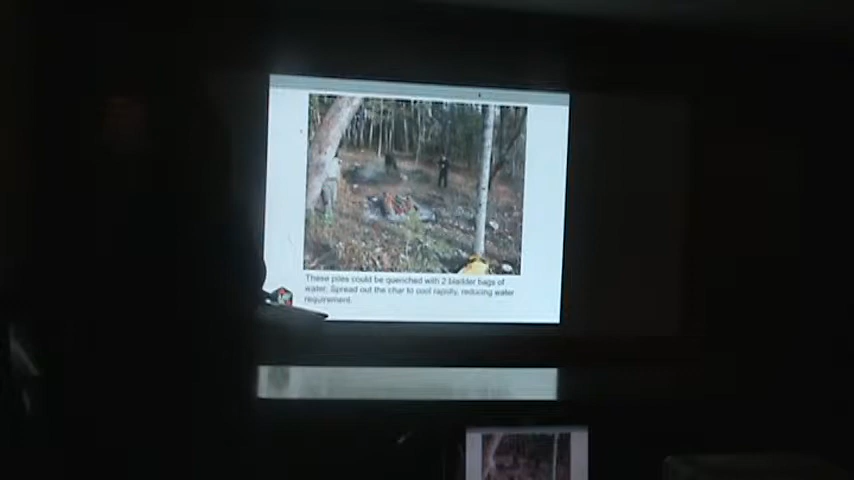 These piles could be quenched with 2 bladder bags of
water. Spread out the char to cool rapidly, reducing water
requirement.